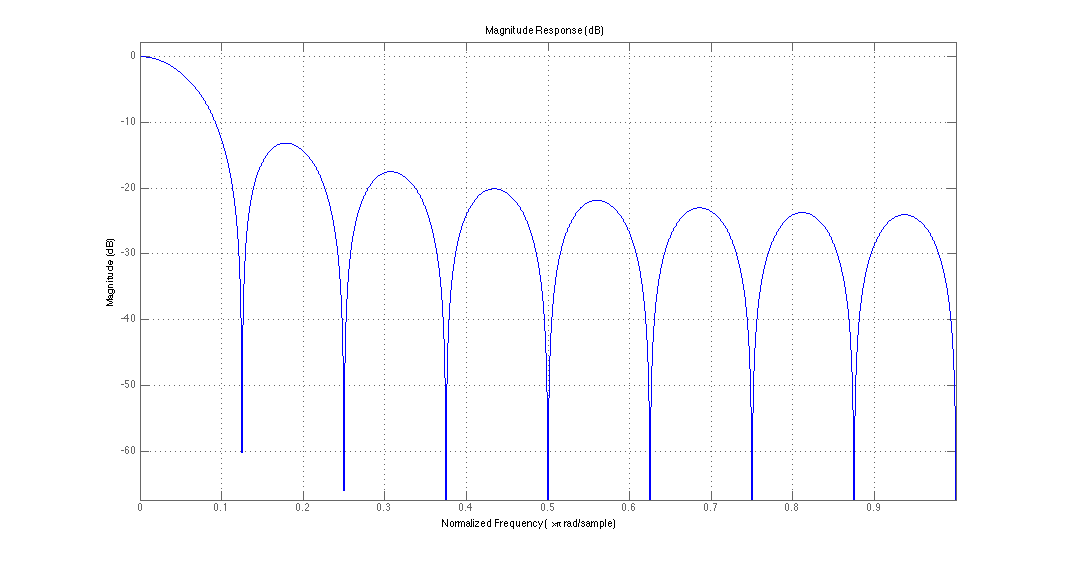 Magnitude Response (dB)
0
-10
-20
-30
-40
-50
-60
Magnitude (dB)
0 0.1 0.2 0.3 0.4 0.5 0.6 0.7 0.8 0.9
Normalized Frequency ( ×π rad/sample)